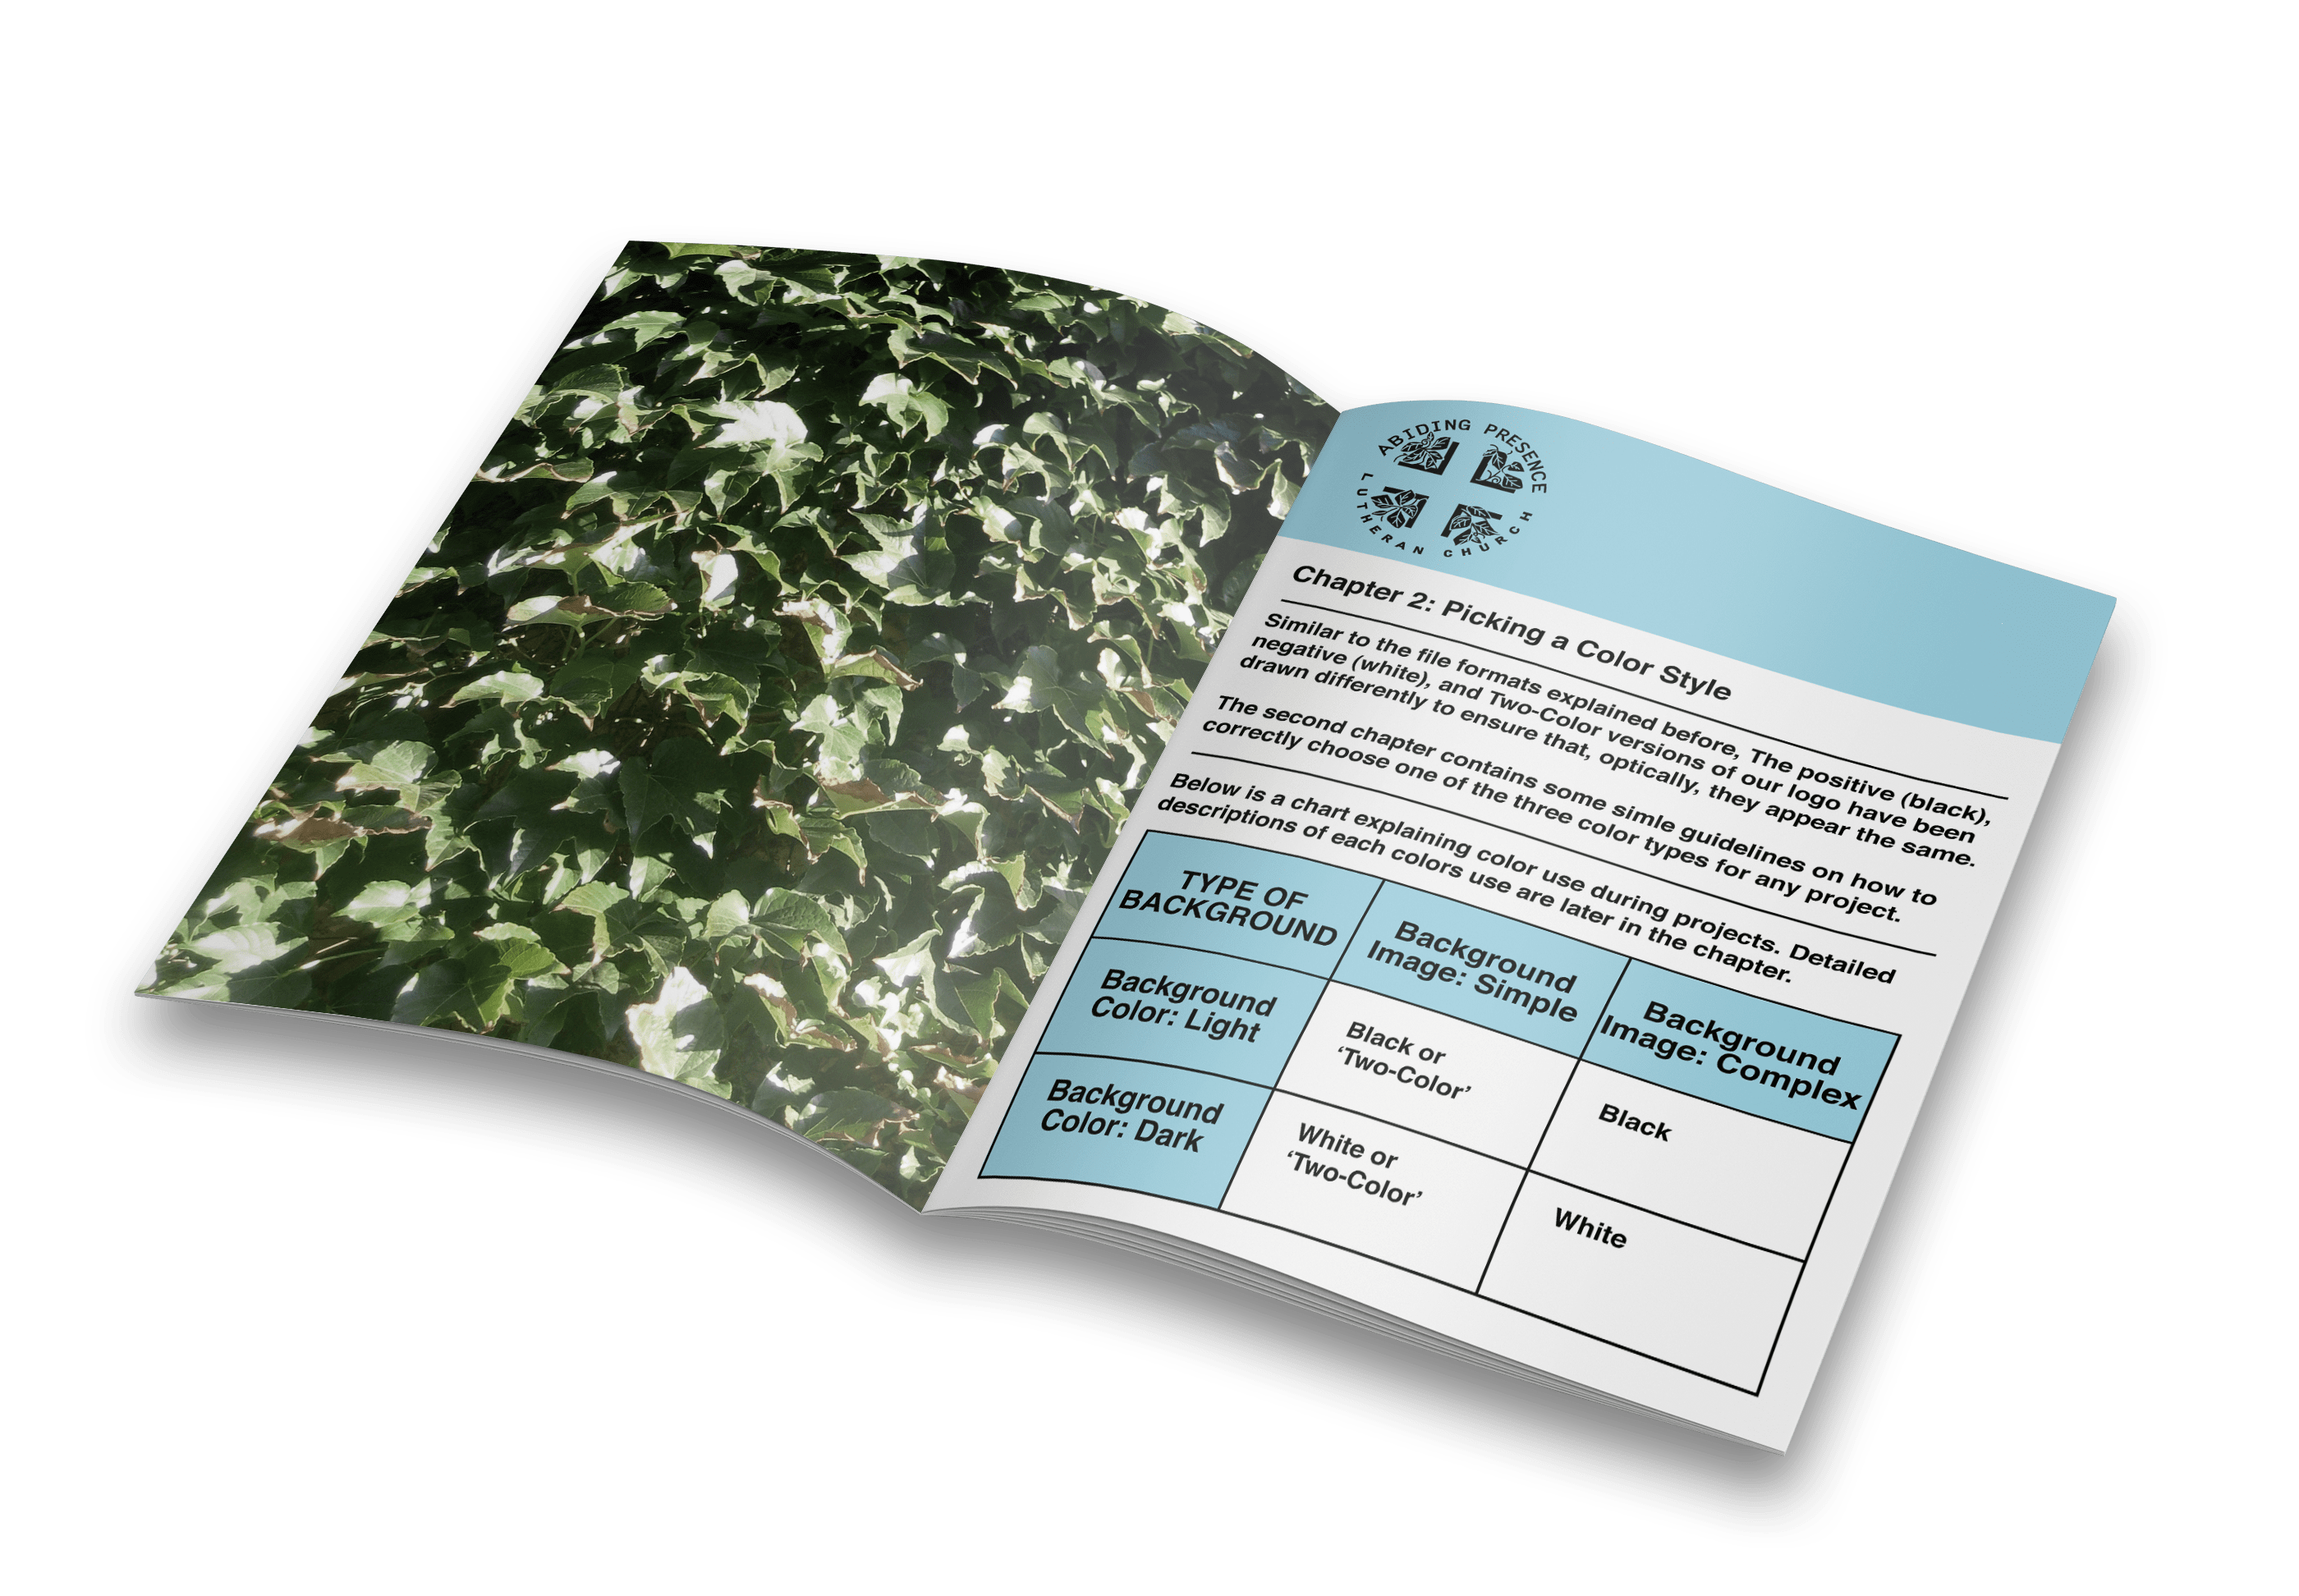 ABIDING PRESENCE
LUTHERAN CHURCH
Chapter 2: Picking a Color Style
Similar to the file formats explained before, The positive (black),
negative (white), and Two-Color versions of our logo have been
drawn differently to ensure that, optically, they appear the same.
The second chapter contains some simle guidelines on how to
correctly choose one of the three color types for any project.
Below is a chart explaining color use during projects. Detailed
descriptions of each colors use are later in the chapter.
TYPE OF
BACKGROUND
Background
Image: Simple
Background
Image: Complex
Background
Color: Light
Black or
‘Two-Color’
Black
Background
Color: Dark
White or
‘Two-Color’
White